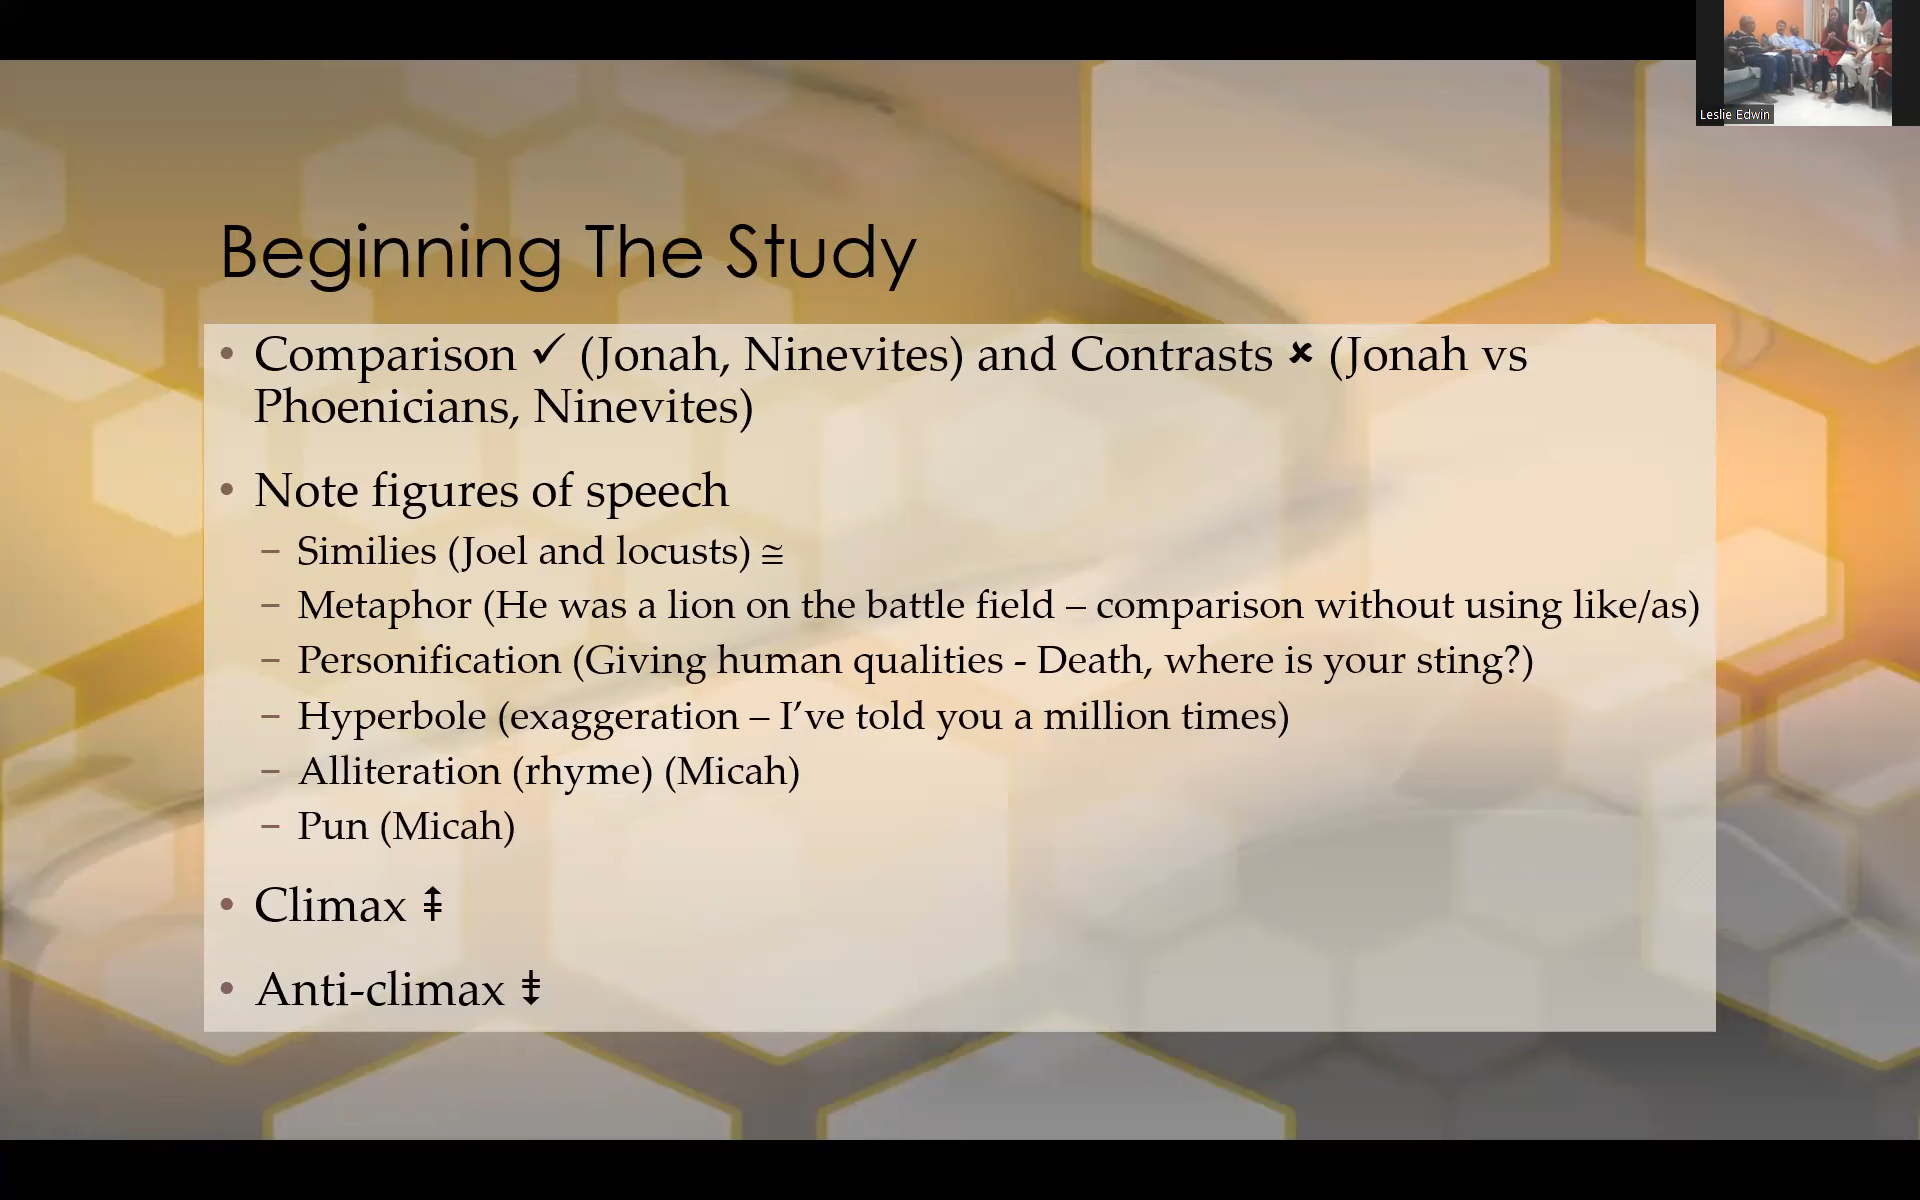 Leslie Edwin
Beginning The Study
• Comparison ✓ (Jonah, Ninevites) and Contrasts ✗ (Jonah vs
Phoenicians, Ninevites)
• Note figures of speech
– Similies (Joel and locusts) ≅
– Metaphor (He was a lion on the battle field – comparison without using like/as)
– Personification (Giving human qualities - Death, where is your sting?)
– Hyperbole (exaggeration – I’ve told you a million times)
– Alliteration (rhyme) (Micah)
– Pun (Micah)
• Climax ⇞
• Anti-climax ⇟